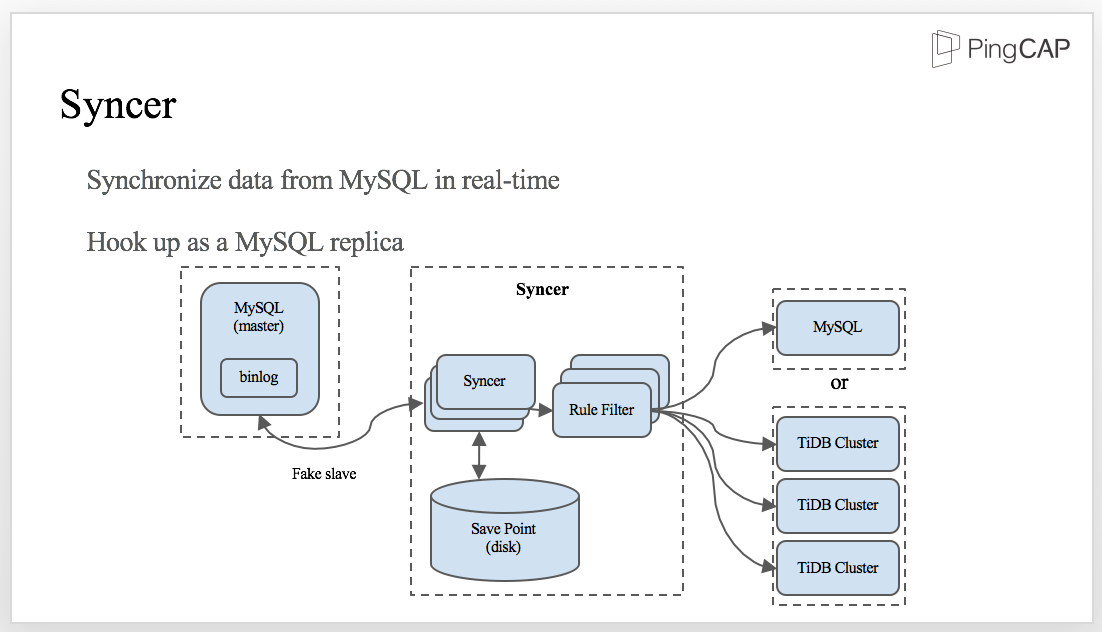 PingCAP
Syncer
Synchronize data from MySQL in real-time
Hook up as a MySQL replica
MySQL
(master)
binlog
Fake slave
Syncer
Syncer
Rule Filter
Save Point
(disk)
MySQL
or
TiDB Cluster
TiDB Cluster
TiDB Cluster